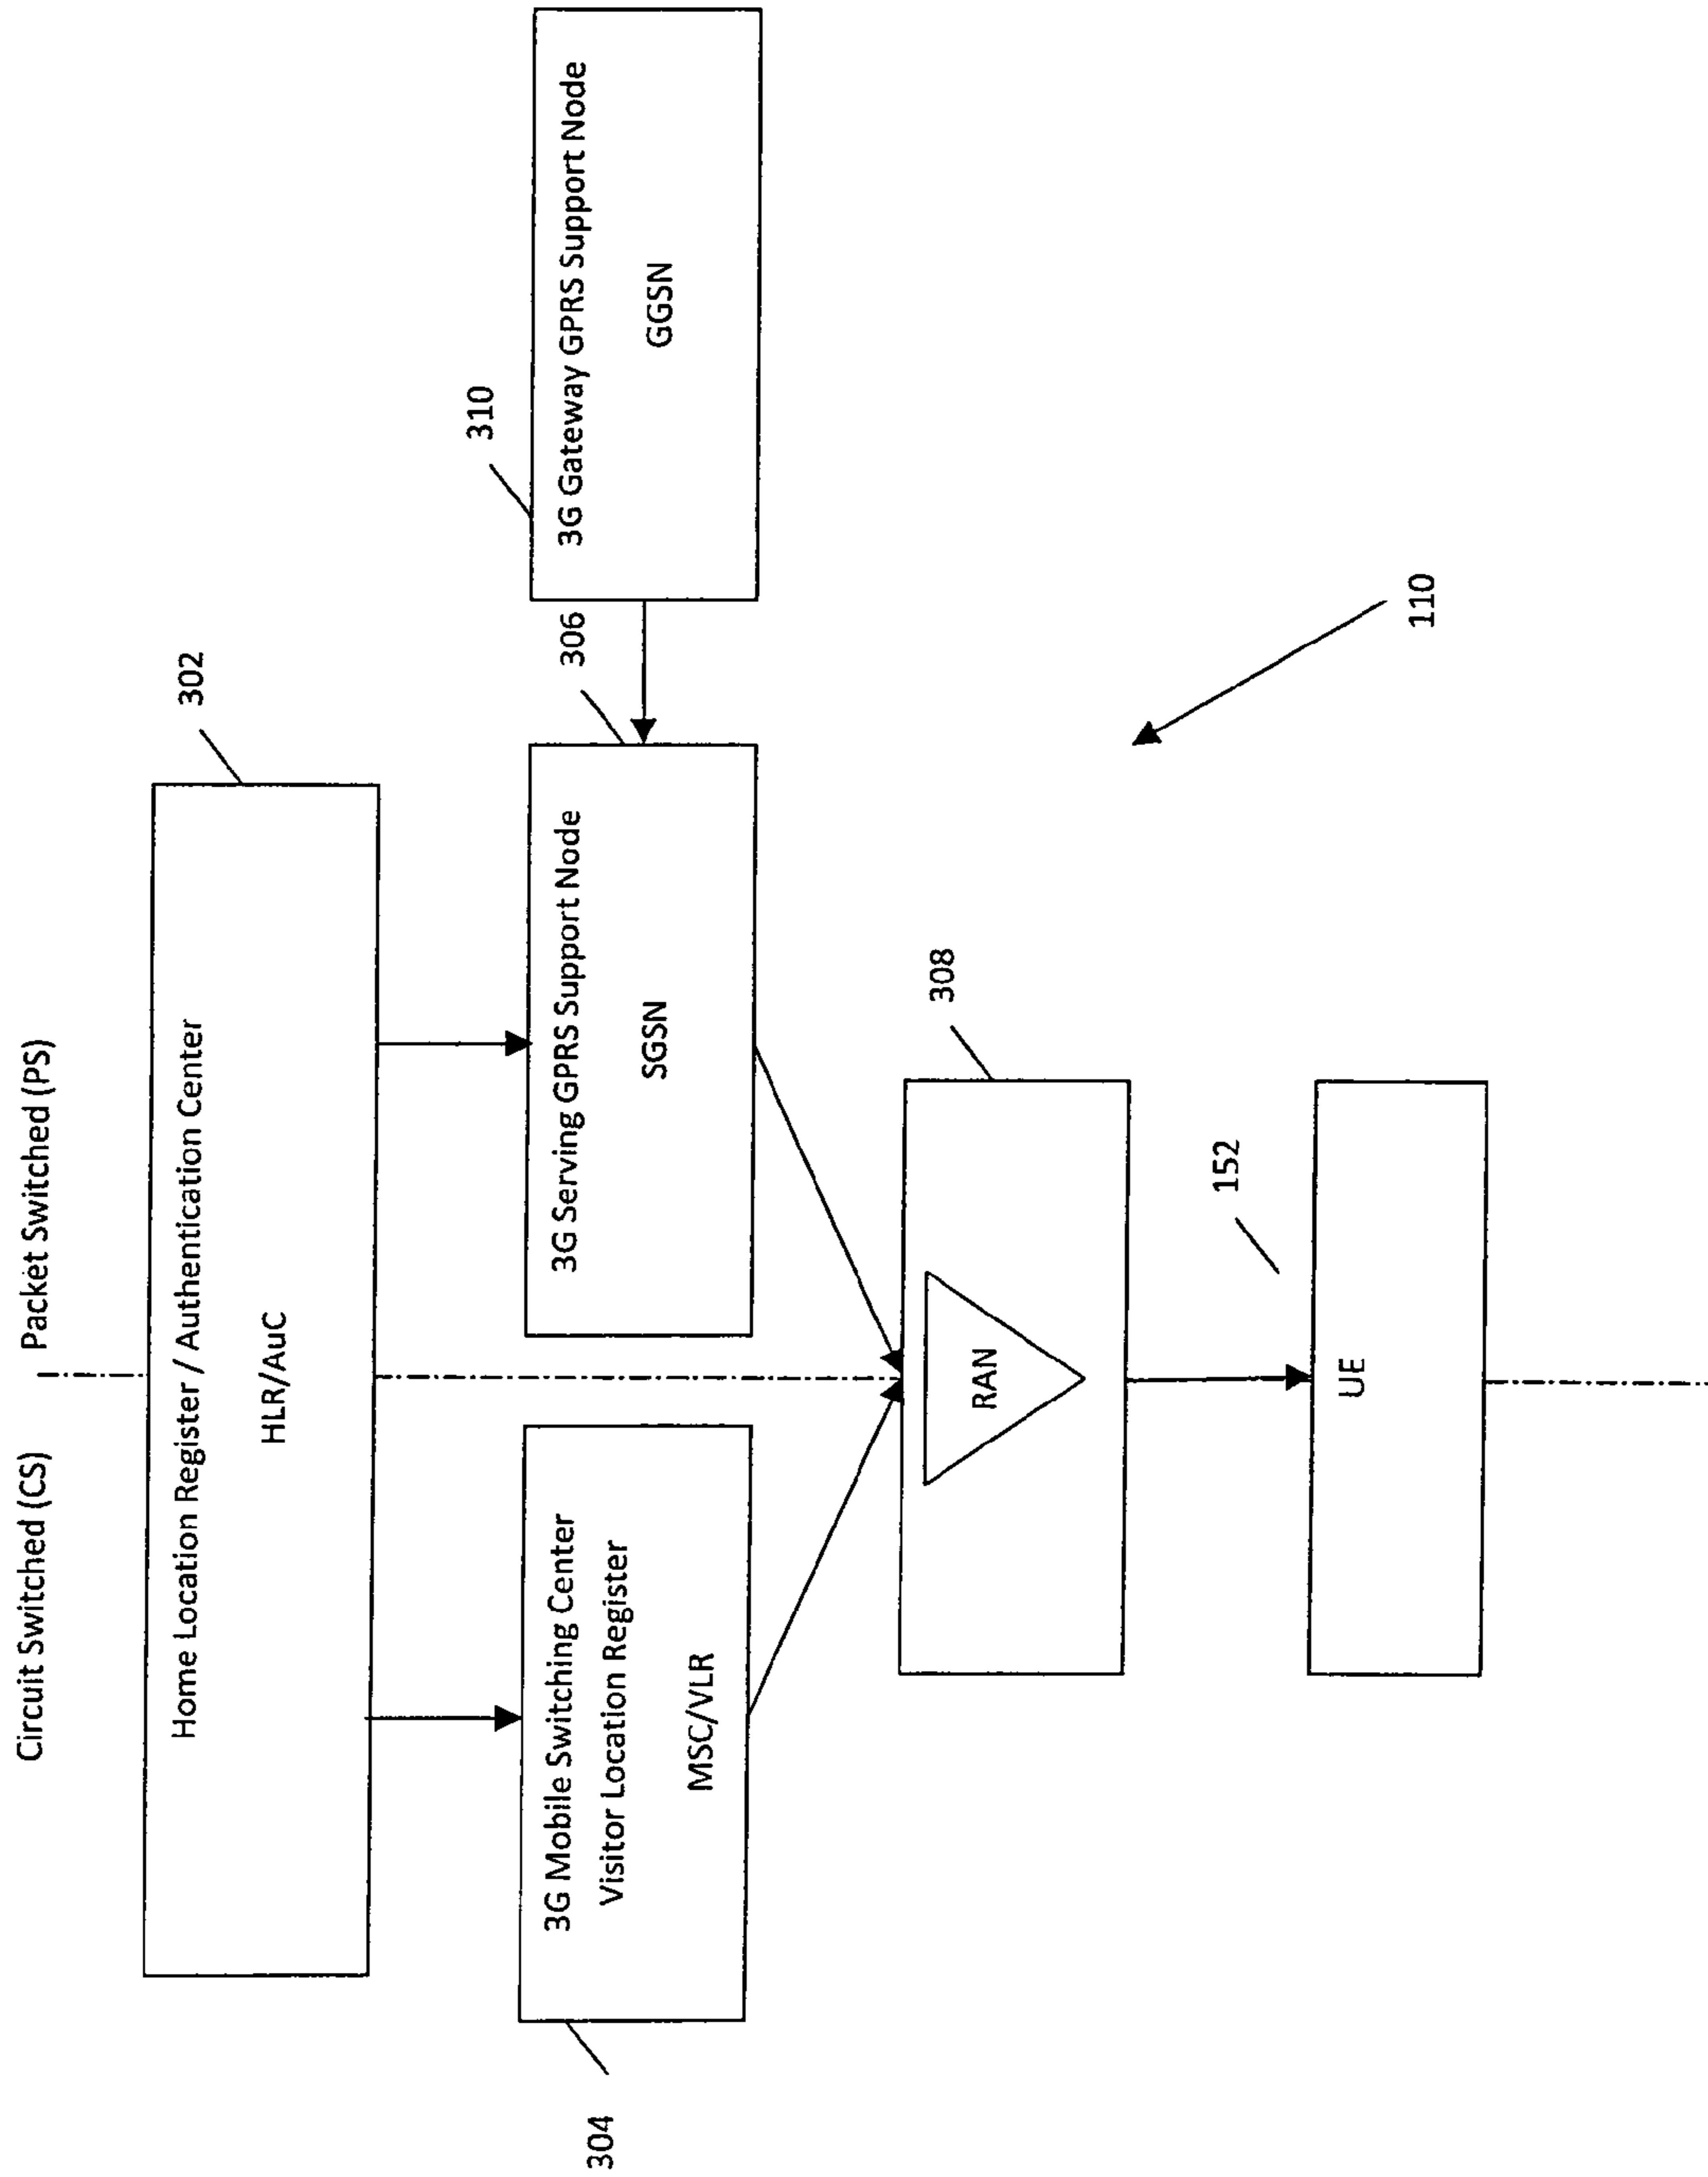 Circuit Switched (CS)
Packet Switched (PS)
302
Home Location Register / Authentication Center
HLR/AuC
304
3G Mobile Switching Center
Visitor Location Register
MSC/VLR
306
3G Serving GPRS Support Node
SGSN
310
3G Gateway GPRS Support Node
GGSN
308
RAN
152
UE
110